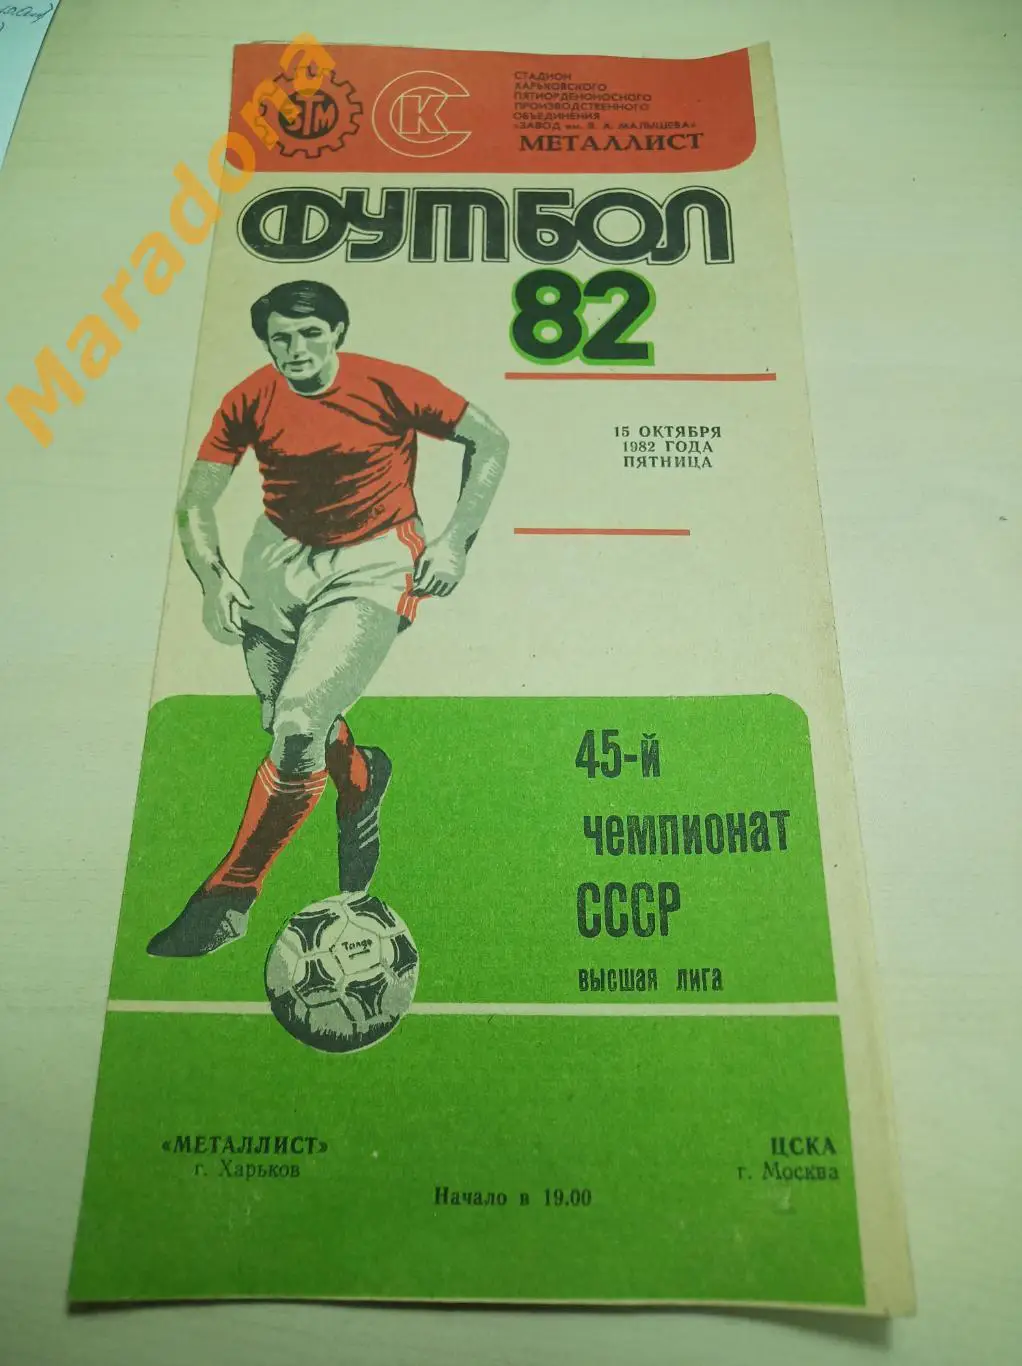 Maradona
ЗТМ
СК
СТАДИОН
ХАРЬКОВСКОГО
ПЯТИОРДЕНОНОСНОГО
ПРОИЗВОДСТВЕННОГО
ОБЪЕДИНЕНИЯ
«ЗАВОД им. В. А. МАЛЫШЕВА»
МЕТАЛЛИСТ
ФУТБОЛ
82
15 ОКТЯБРЯ
1982 ГОДА
ПЯТНИЦА
45-й
чемпионат
СССР
высшая лига
Tango
«МЕТАЛЛИСТ»
г. Харьков
ЦСКА
г. Москва
Начало в 19.00